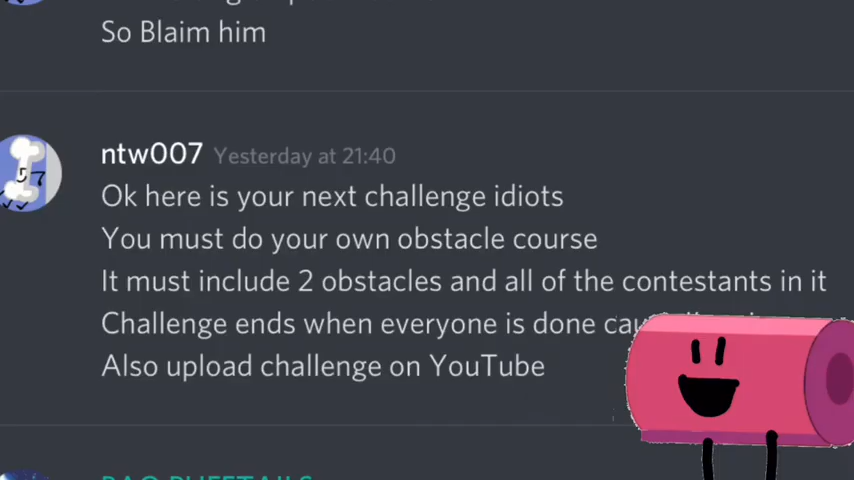 So Blaim him
ntw007 Yesterday at 21:40
Ok here is your next challenge idiots
You must do your own obstacle course
It must include 2 obstacles and all of the contestants in it
Challenge ends when everyone is done
Also upload challenge on YouTube